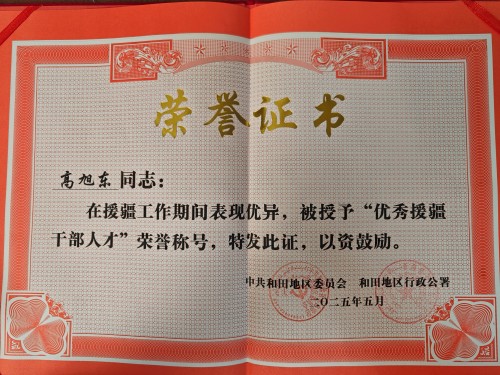 荣誉证书
高旭东 同志：
在援疆工作期间表现优异，被授予“优秀援疆
干部人才”荣誉称号，特发此证，以资鼓励。
中共和田地区委员会 和田地区行政公署
二〇二五年五月